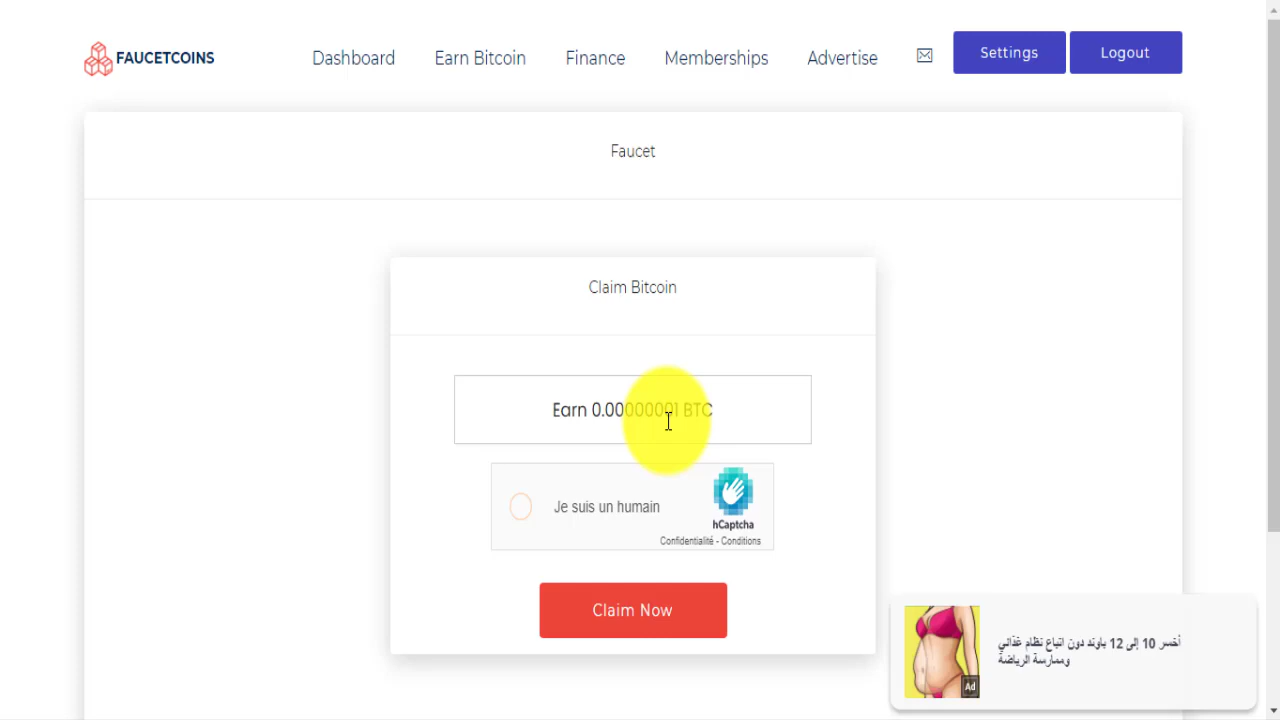 FAUCETCOINS
Dashboard
Earn Bitcoin
Finance
Memberships
Advertise
Settings
Logout
Faucet
Claim Bitcoin
Earn 0.00000001 BTC
Je suis un humain
hCaptcha
Confidentialité - Conditions
Claim Now
أخسر 10 إلى 12 باوند دون اتباع نظام غذائي
وممارسة الرياضة
Ad